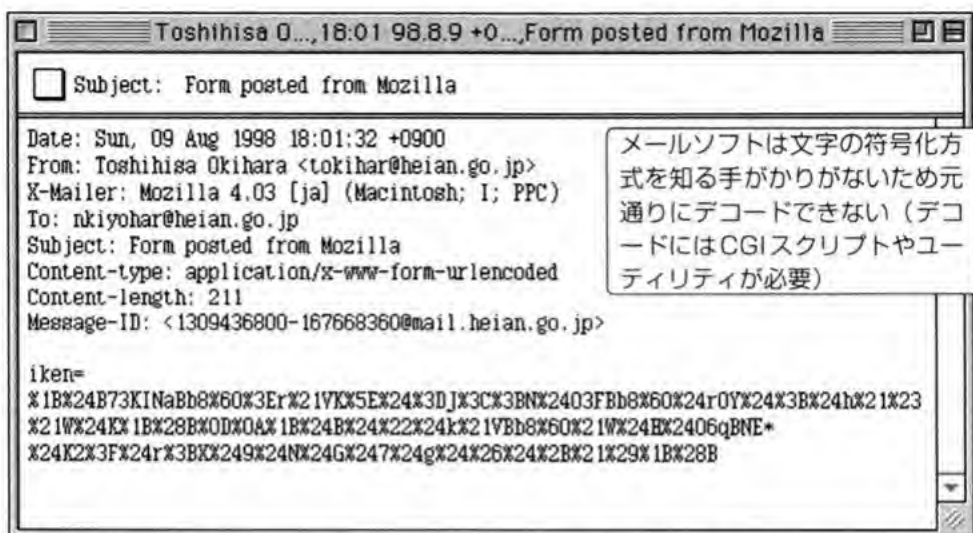 Toshihisa O...,18:01 98.8.9 +0...,Form posted from Mozilla
Subject: Form posted from Mozilla
Date: Sun, 09 Aug 1998 18:01:32 +0900
From: Toshihisa Okihara <tokihar@heian.go.jp>
X-Mailer: Mozilla 4.03 [ja] (Macintosh; I; PPC)
To: nkiyohar@heian.go.jp
Subject: Form posted from Mozilla
Content-type: application/x-www-form-urlencoded
Content-length: 211
Message-ID: <1309436800-167668360@mail.heian.go.jp>
メールソフトは文字の符号化方
式を知る手がかりがないため元
通りにデコードできない（デコ
ードにはCGIスクリプトやユー
ティリティが必要）
iken=
%1B%24B73KINaBb8%60%3Er%21VK%5E%24%3DJ%3C%3BN%24O3FBb8%60%24rOY%24%3B%24h%21%23
%21W%24K%1B%28B%0D%0A%1B%24B%24%22%24k%21VBb8%60%21W%24H%24O6qBNE*
%24K2%3F%24r%3BX%249%24N%24G%247%24g%24%26%24%2B%21%29%1B%28B